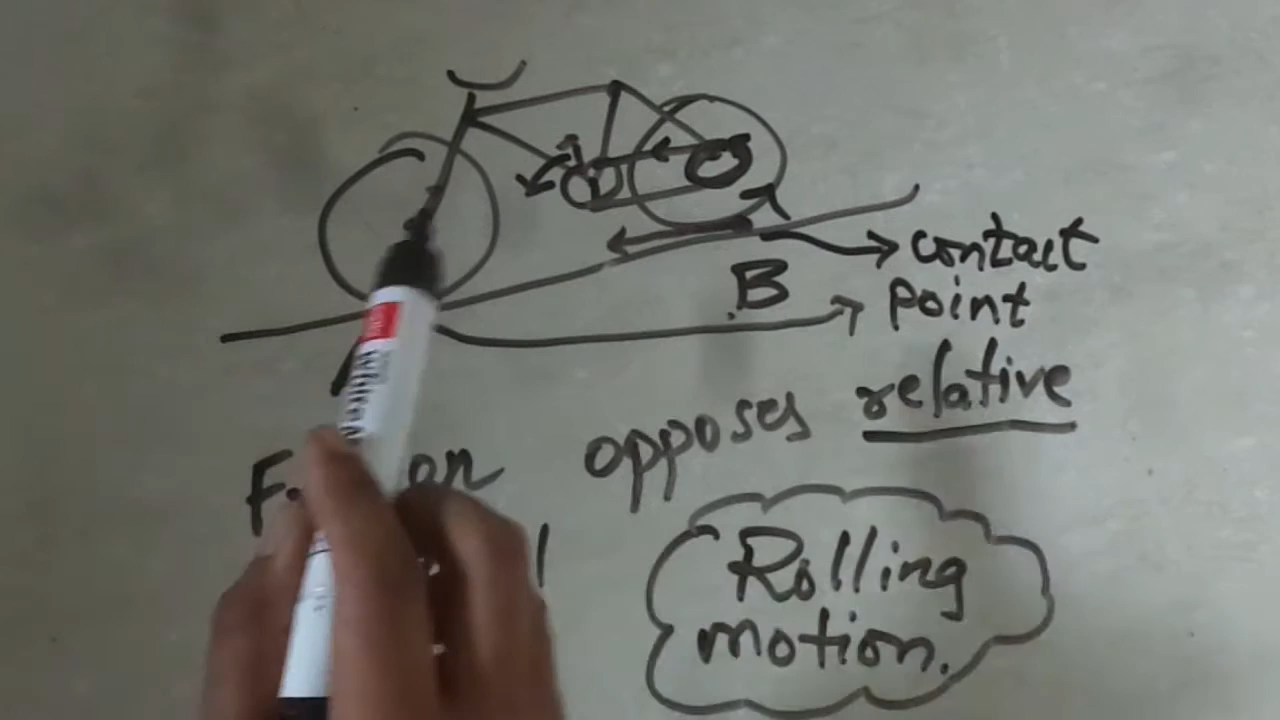 contact
B
point
opposes relative
Rolling
motion.